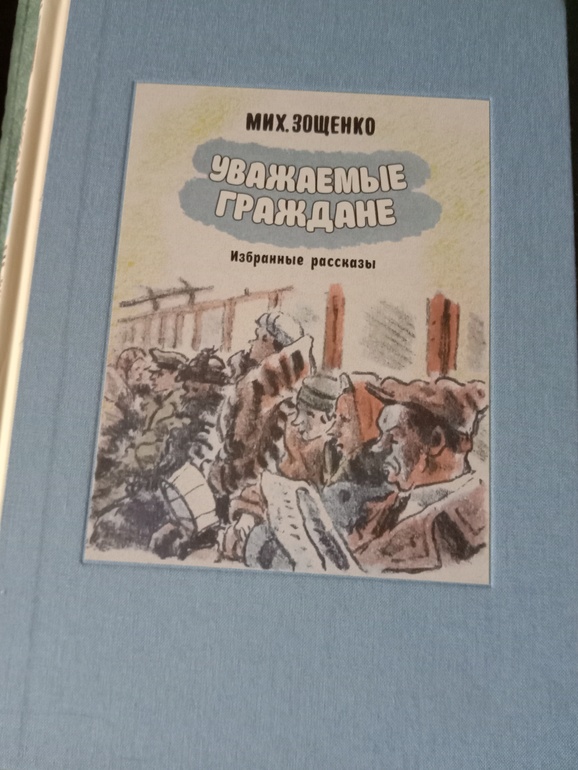 МИХ. ЗОЩЕНКО
УВАЖАЕМЫЕ
ГРАЖДАНЕ
Избранные рассказы